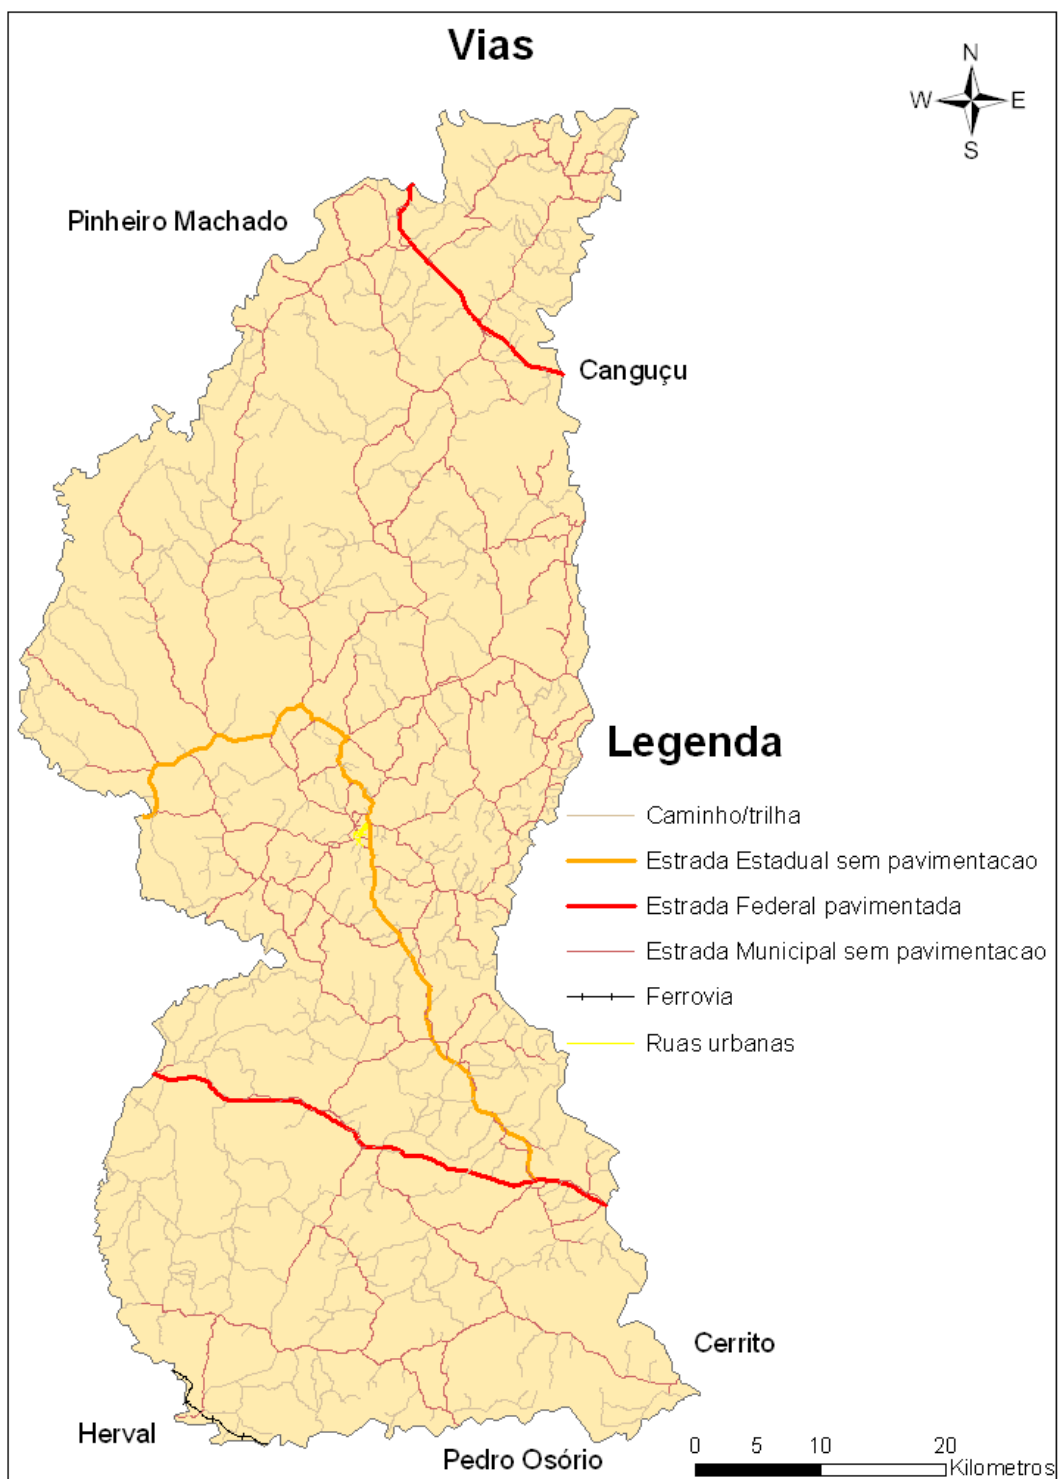 Vias
N
W E
S
Pinheiro Machado
Canguçu
Legenda
Caminho/trilha
Estrada Estadual sem pavimentacao
Estrada Federal pavimentada
Estrada Municipal sem pavimentacao
Ferrovia
Ruas urbanas
Cerrito
Herval
Pedro Osório
0 5 10 20
Kilometros